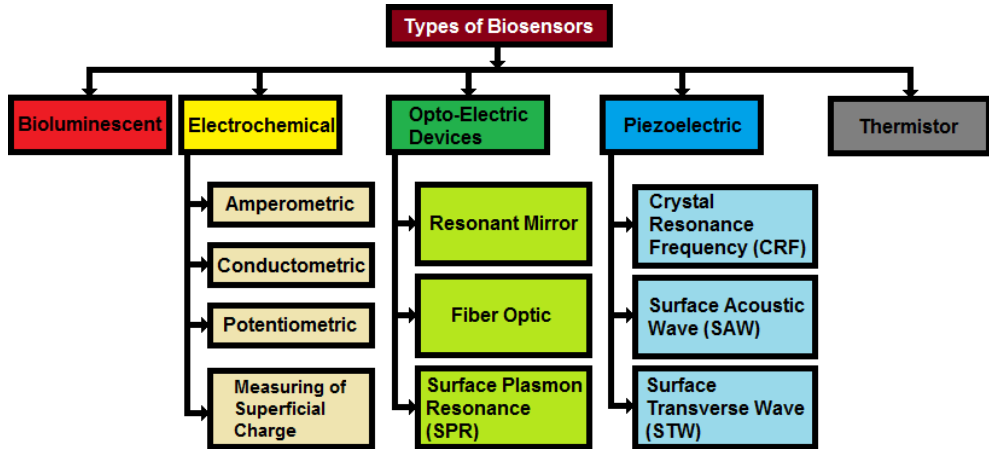 Types of Biosensors
Bioluminescent
Electrochemical
Opto-Electric
Devices
Piezoelectric
Thermistor
Amperometric
Conductometric
Potentiometric
Measuring of
Superficial
Charge
Resonant Mirror
Fiber Optic
Surface Plasmon
Resonance
(SPR)
Crystal
Resonance
Frequency (CRF)
Surface Acoustic
Wave (SAW)
Surface
Transverse Wave
(STW)